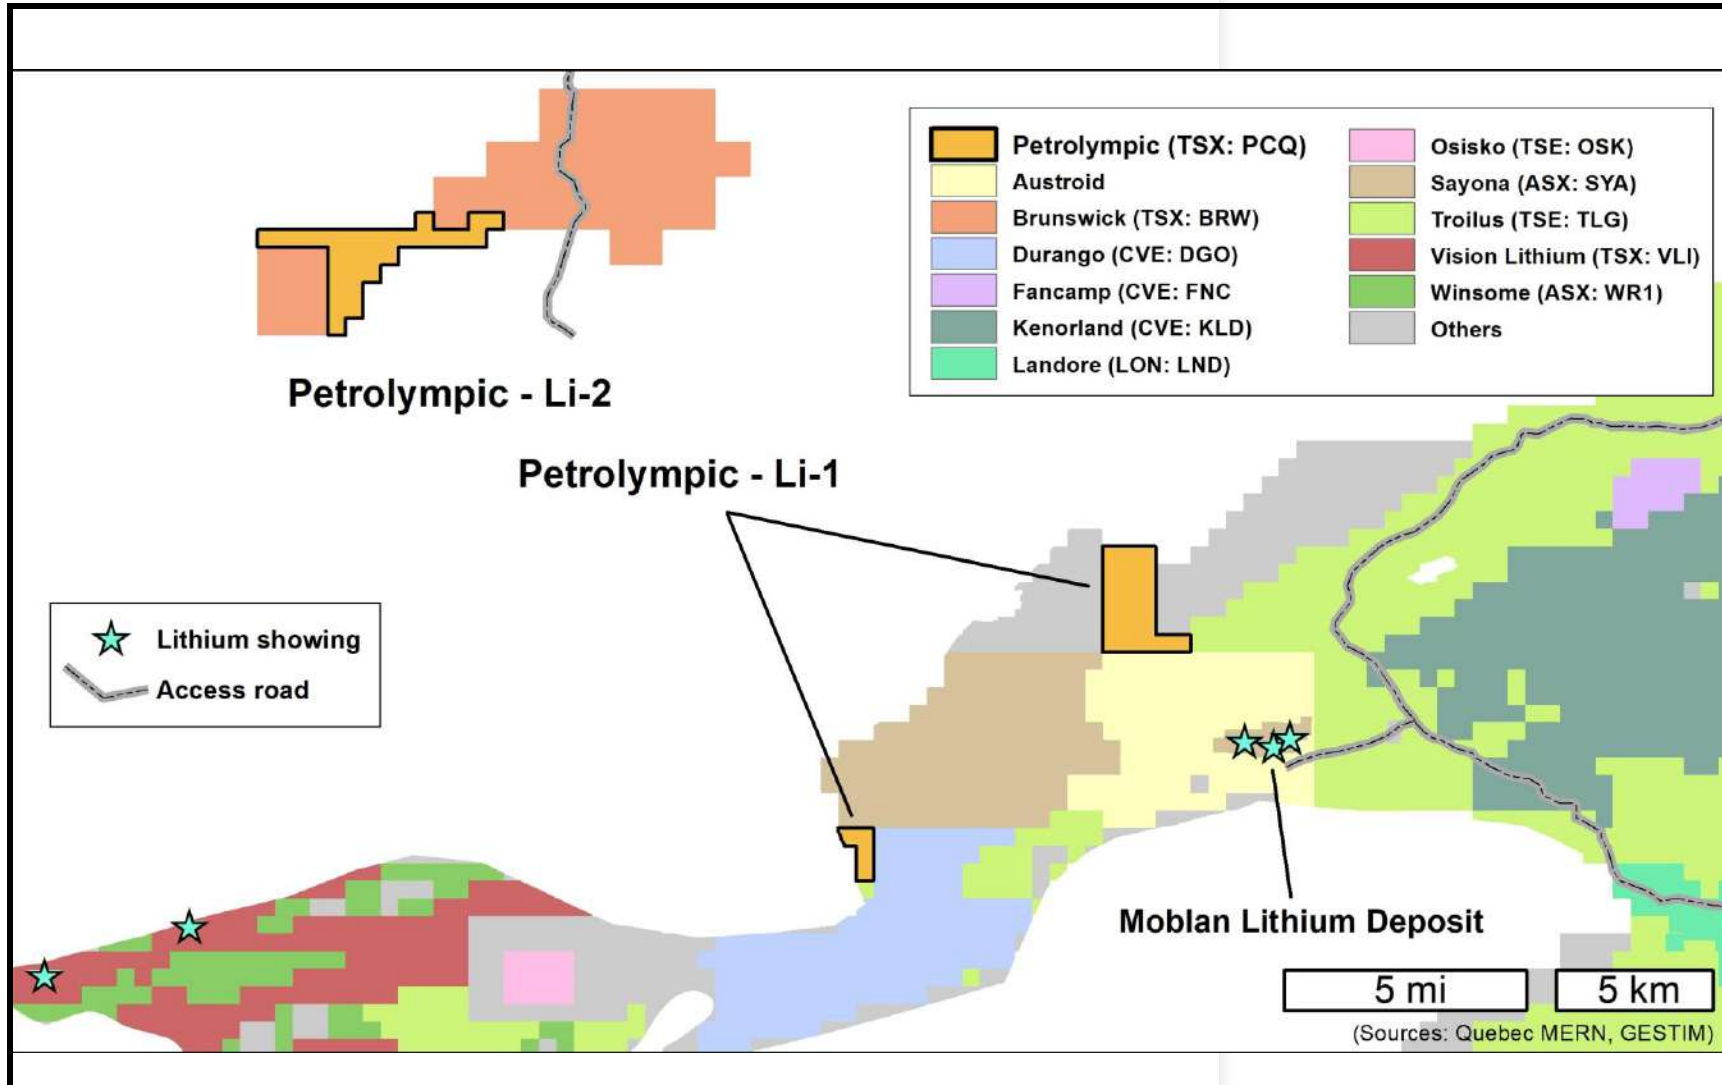 Petrolympic (TSX: PCQ)
Austroid
Brunswick (TSX: BRW)
Durango (CVE: DGO)
Fancamp (CVE: FNC
Kenorland (CVE: KLD)
Landore (LON: LND)
Osisko (TSE: OSK)
Sayona (ASX: SYA)
Troilus (TSE: TLG)
Vision Lithium (TSX: VLI)
Winsome (ASX: WR1)
Others
Petrolympic - Li-2
Petrolympic - Li-1
Lithium showing
Access road
Moblan Lithium Deposit
5 mi
5 km
(Sources: Quebec MERN, GESTIM)